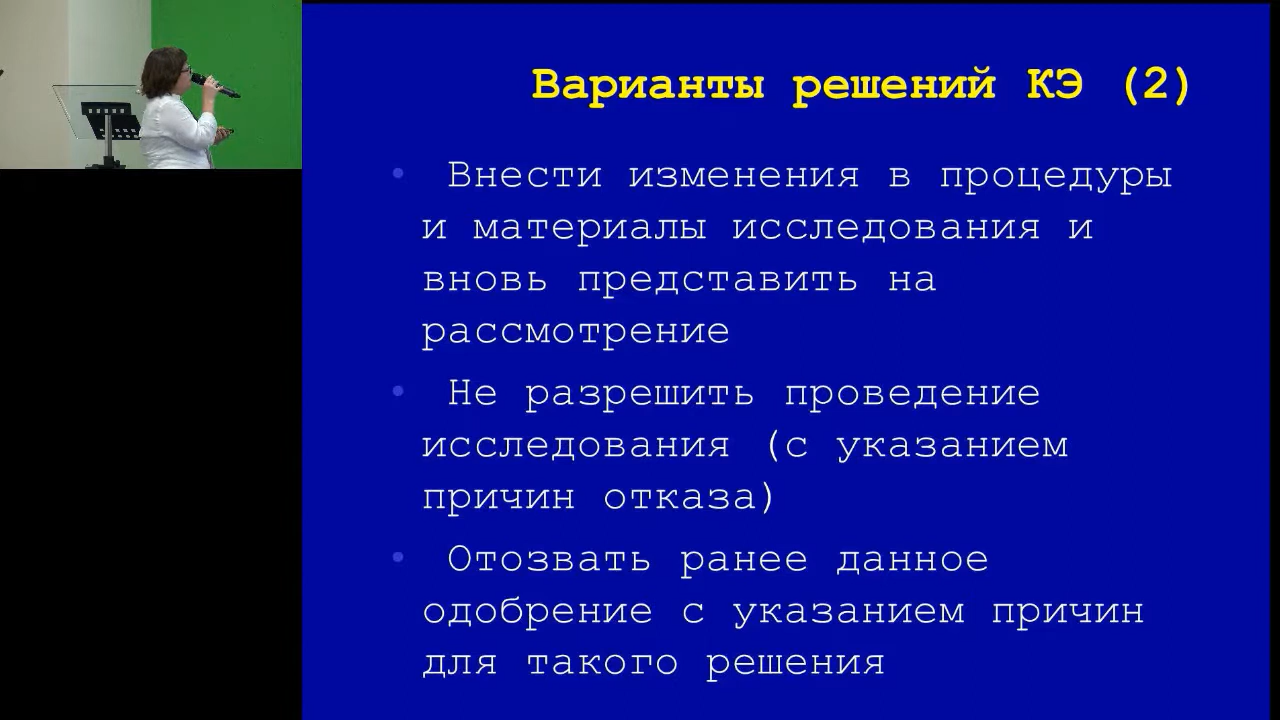 Варианты решений КЭ (2)
• Внести изменения в процедуры
и материалы исследования и
вновь представить на
рассмотрение
• Не разрешить проведение
исследования (с указанием
причин отказа)
• Отозвать ранее данное
одобрение с указанием причин
для такого решения